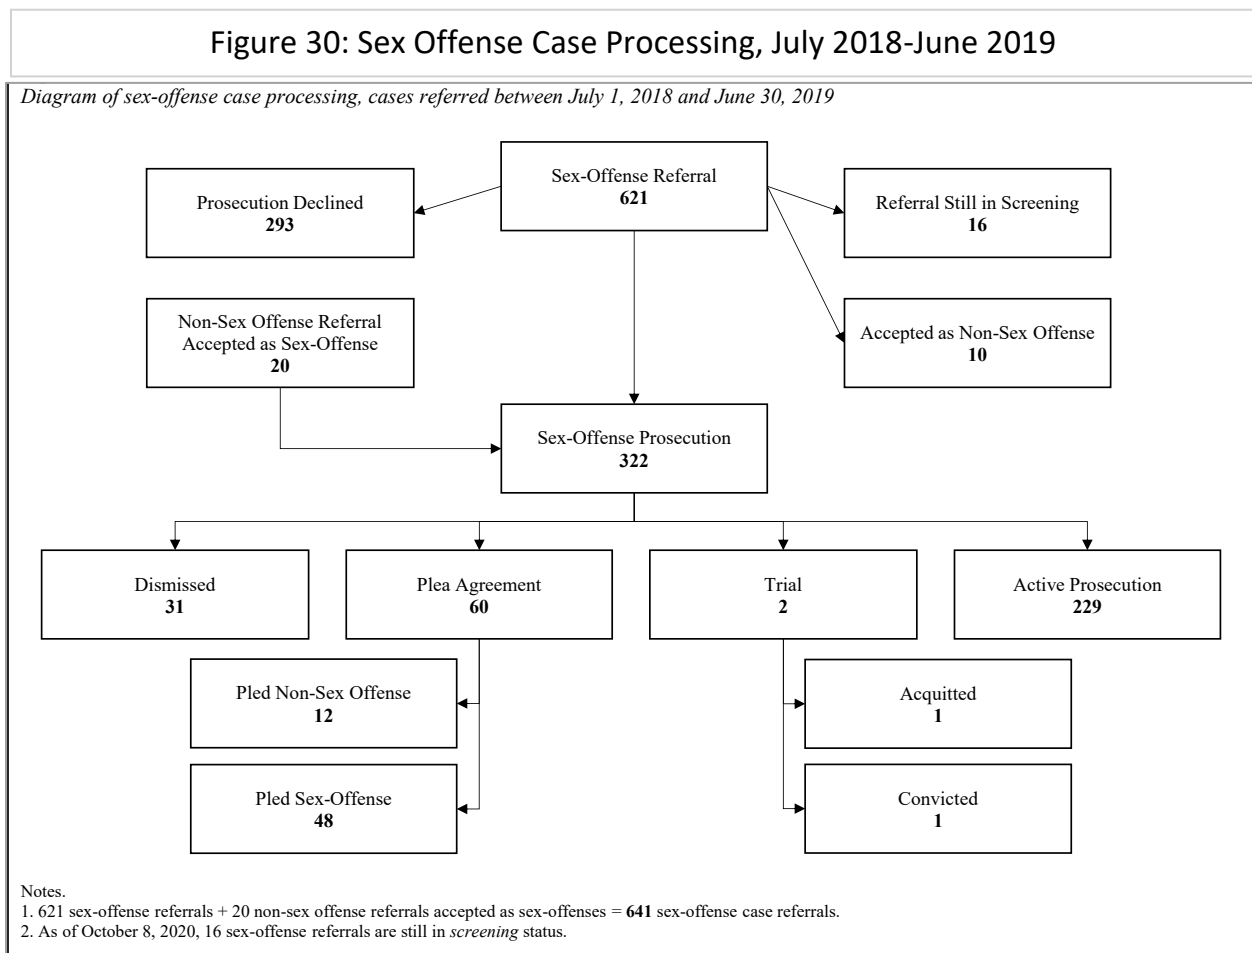 Figure 30: Sex Offense Case Processing, July 2018-June 2019
Diagram of sex-offense case processing, cases referred between July 1, 2018 and June 30, 2019
Sex-Offense Referral
621
Prosecution Declined
293
Referral Still in Screening
16
Non-Sex Offense Referral
Accepted as Sex-Offense
20
Accepted as Non-Sex Offense
10
Sex-Offense Prosecution
322
Dismissed
31
Plea Agreement
60
Trial
2
Active Prosecution
229
Pled Non-Sex Offense
12
Acquitted
1
Pled Sex-Offense
48
Convicted
1
Notes.
1. 621 sex-offense referrals + 20 non-sex offense referrals accepted as sex-offenses = 641 sex-offense case referrals.
2. As of October 8, 2020, 16 sex-offense referrals are still in screening status.